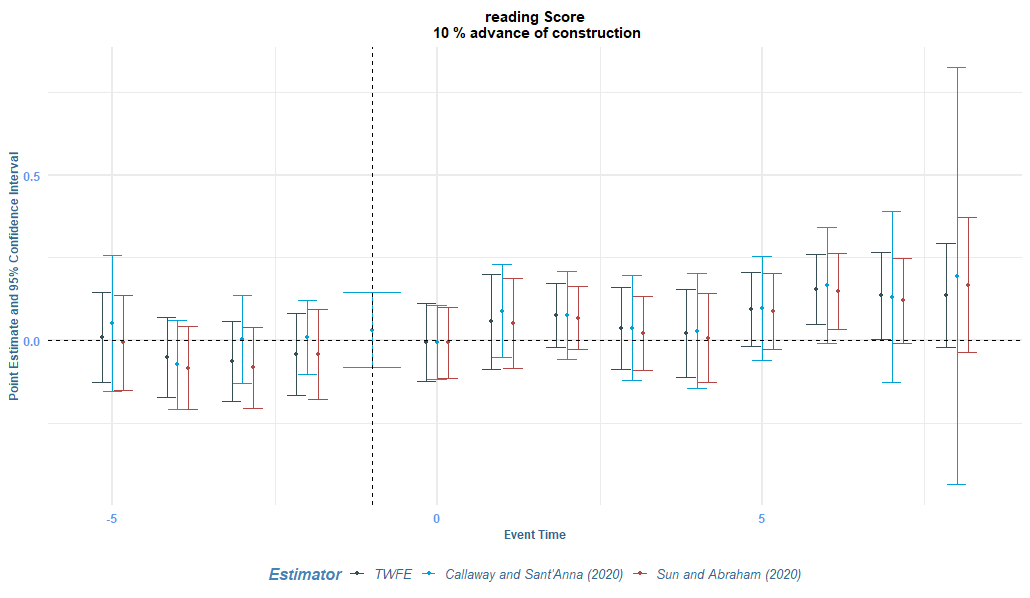 reading Score
10 % advance of construction
Point Estimate and 95% Confidence Interval
0.5
0.0
-5
0
5
Event Time
Estimator TWFE Callaway and Sant'Anna (2020) Sun and Abraham (2020)